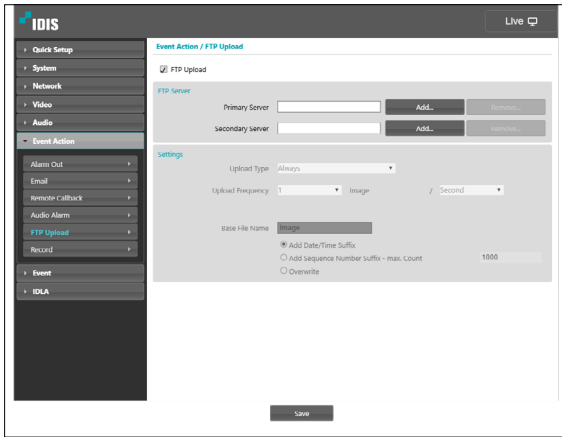 IDIS
Live
Quick Setup
System
Network
Video
Audio
Event Action
Alarm Out
Email
Remote Callback
Audio Alarm
FTP Upload
Record
Event
IDLA
Event Action / FTP Upload
FTP Upload
FTP Server
Primary Server Add... Remove...
Secondary Server Add... Remove...
Settings
Upload Type Always
Upload Frequency 1 Image / Second
Base File Name Image
Add Date/Time Suffix
Add Sequence Number Suffix - max. Count 1000
Overwrite
Save